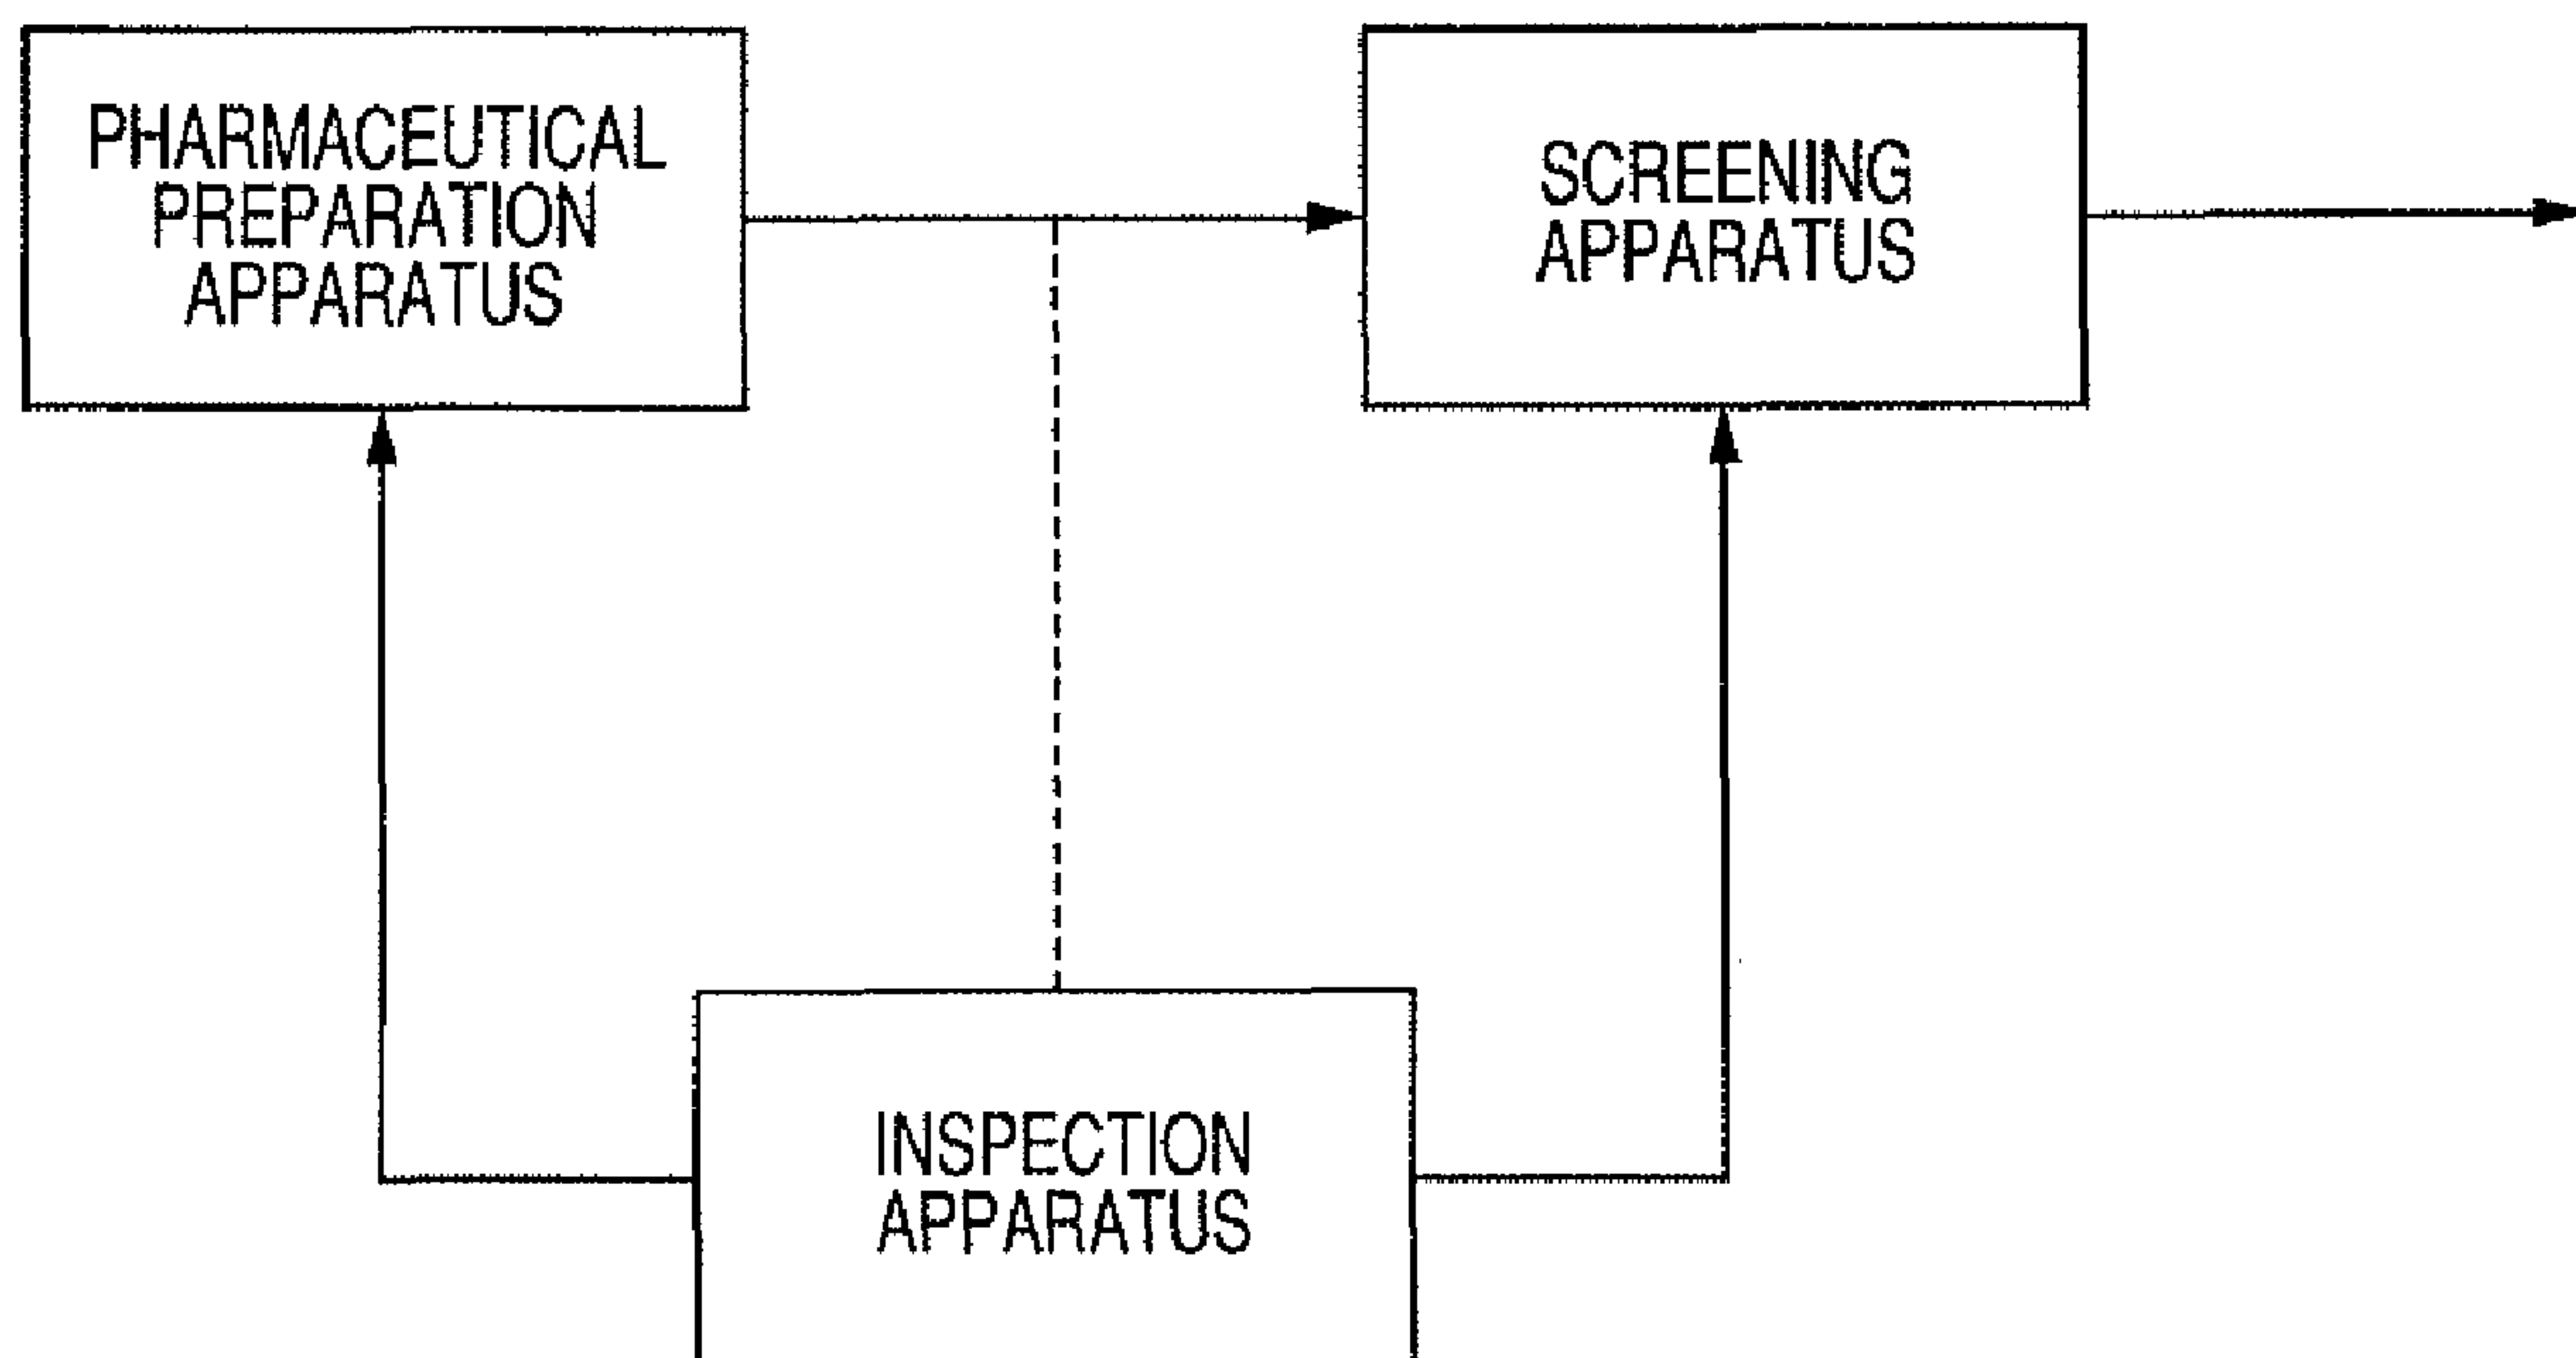 PHARMACEUTICAL
PREPARATION
APPARATUS
SCREENING
APPARATUS
INSPECTION
APPARATUS